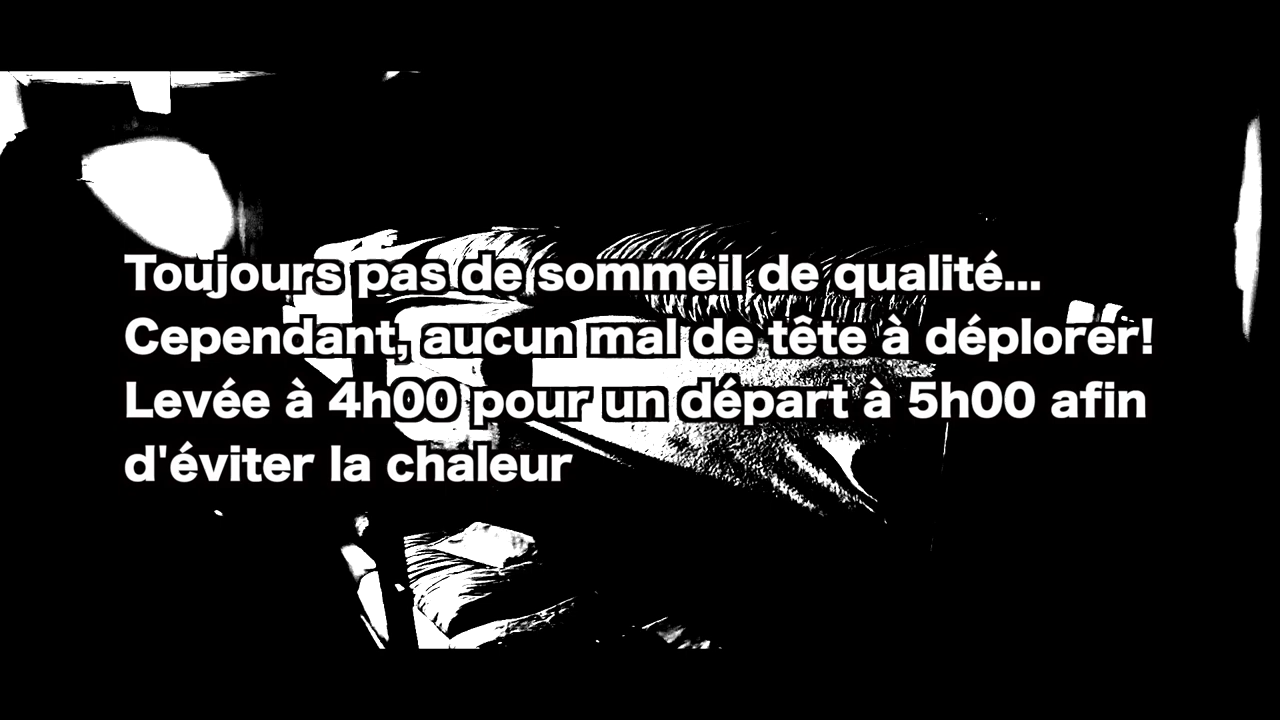 Toujours pas de sommeil de qualité...
Cependant, aucun mal de tête à déplorer!
Levée à 4h00 pour un départ à 5h00 afin
d'éviter la chaleur